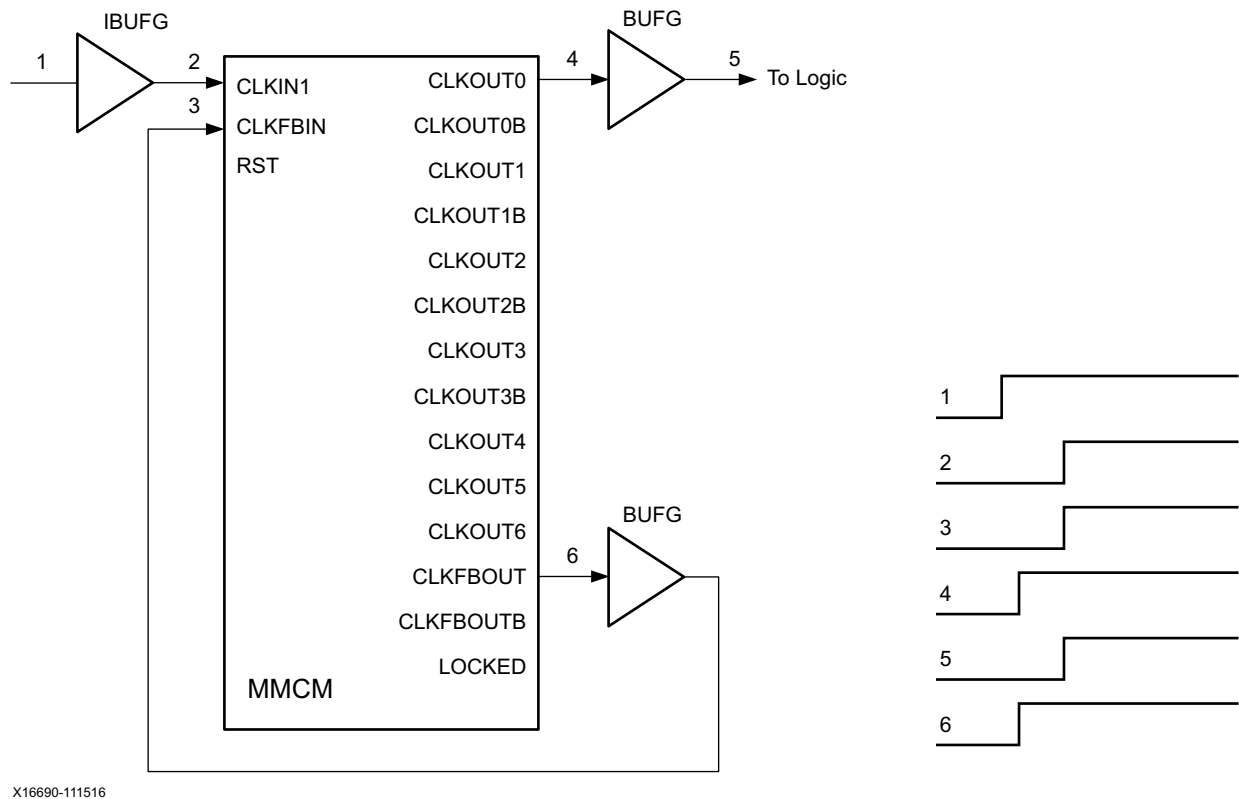 IBUFG
BUFG
1
2
3
4
5
To Logic
CLKIN1
CLKFBIN
RST
CLKOUT0
CLKOUT0B
CLKOUT1
CLKOUT1B
CLKOUT2
CLKOUT2B
CLKOUT3
CLKOUT3B
CLKOUT4
CLKOUT5
CLKOUT6
CLKFBOUT
CLKFBOUTB
LOCKED
MMCM
BUFG
6
1
2
3
4
5
6
X16690-111516